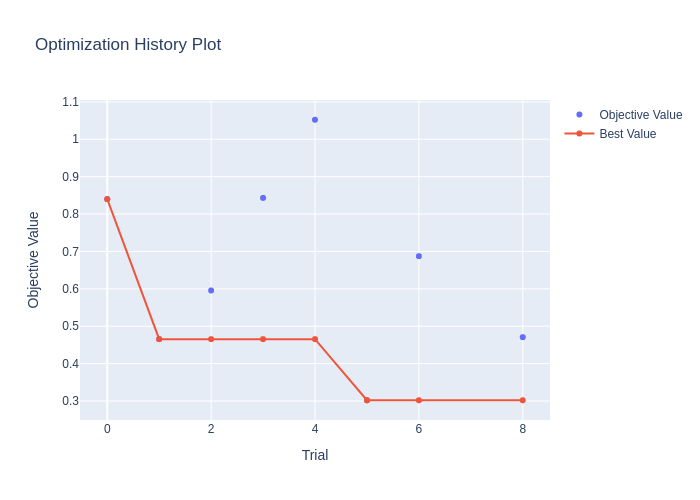 Optimization History Plot
1.1
1
0.9
0.8
0.7
0.6
0.5
0.4
0.3
0
2
4
6
8
Trial
Objective Value
Objective Value
Best Value